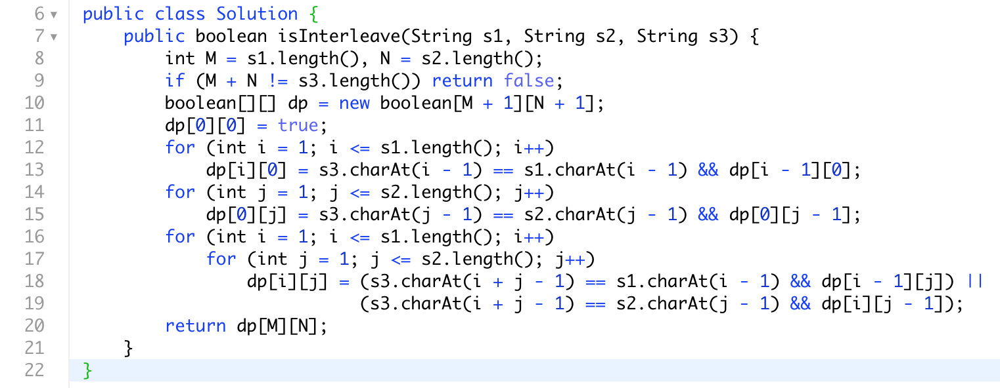 6 public class Solution {
7     public boolean isInterleave(String s1, String s2, String s3) {
8         int M = s1.length(), N = s2.length();
9         if (M + N != s3.length()) return false;
10         boolean[][] dp = new boolean[M + 1][N + 1];
11         dp[0][0] = true;
12         for (int i = 1; i <= s1.length(); i++)
13             dp[i][0] = s3.charAt(i - 1) == s1.charAt(i - 1) && dp[i - 1][0];
14         for (int j = 1; j <= s2.length(); j++)
15             dp[0][j] = s3.charAt(j - 1) == s2.charAt(j - 1) && dp[0][j - 1];
16         for (int i = 1; i <= s1.length(); i++)
17             for (int j = 1; j <= s2.length(); j++)
18                 dp[i][j] = (s3.charAt(i + j - 1) == s1.charAt(i - 1) && dp[i - 1][j]) ||
19                            (s3.charAt(i + j - 1) == s2.charAt(j - 1) && dp[i][j - 1]);
20         return dp[M][N];
21     }
22 }